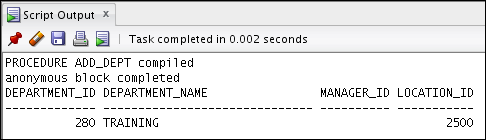 Script Output x
Task completed in 0.002 seconds
PROCEDURE ADD_DEPT compiled
anonymous block completed
DEPARTMENT_ID DEPARTMENT_NAME MANAGER_ID LOCATION_ID
------------- ------------------------------ ---------- -----------
280 TRAINING 2500